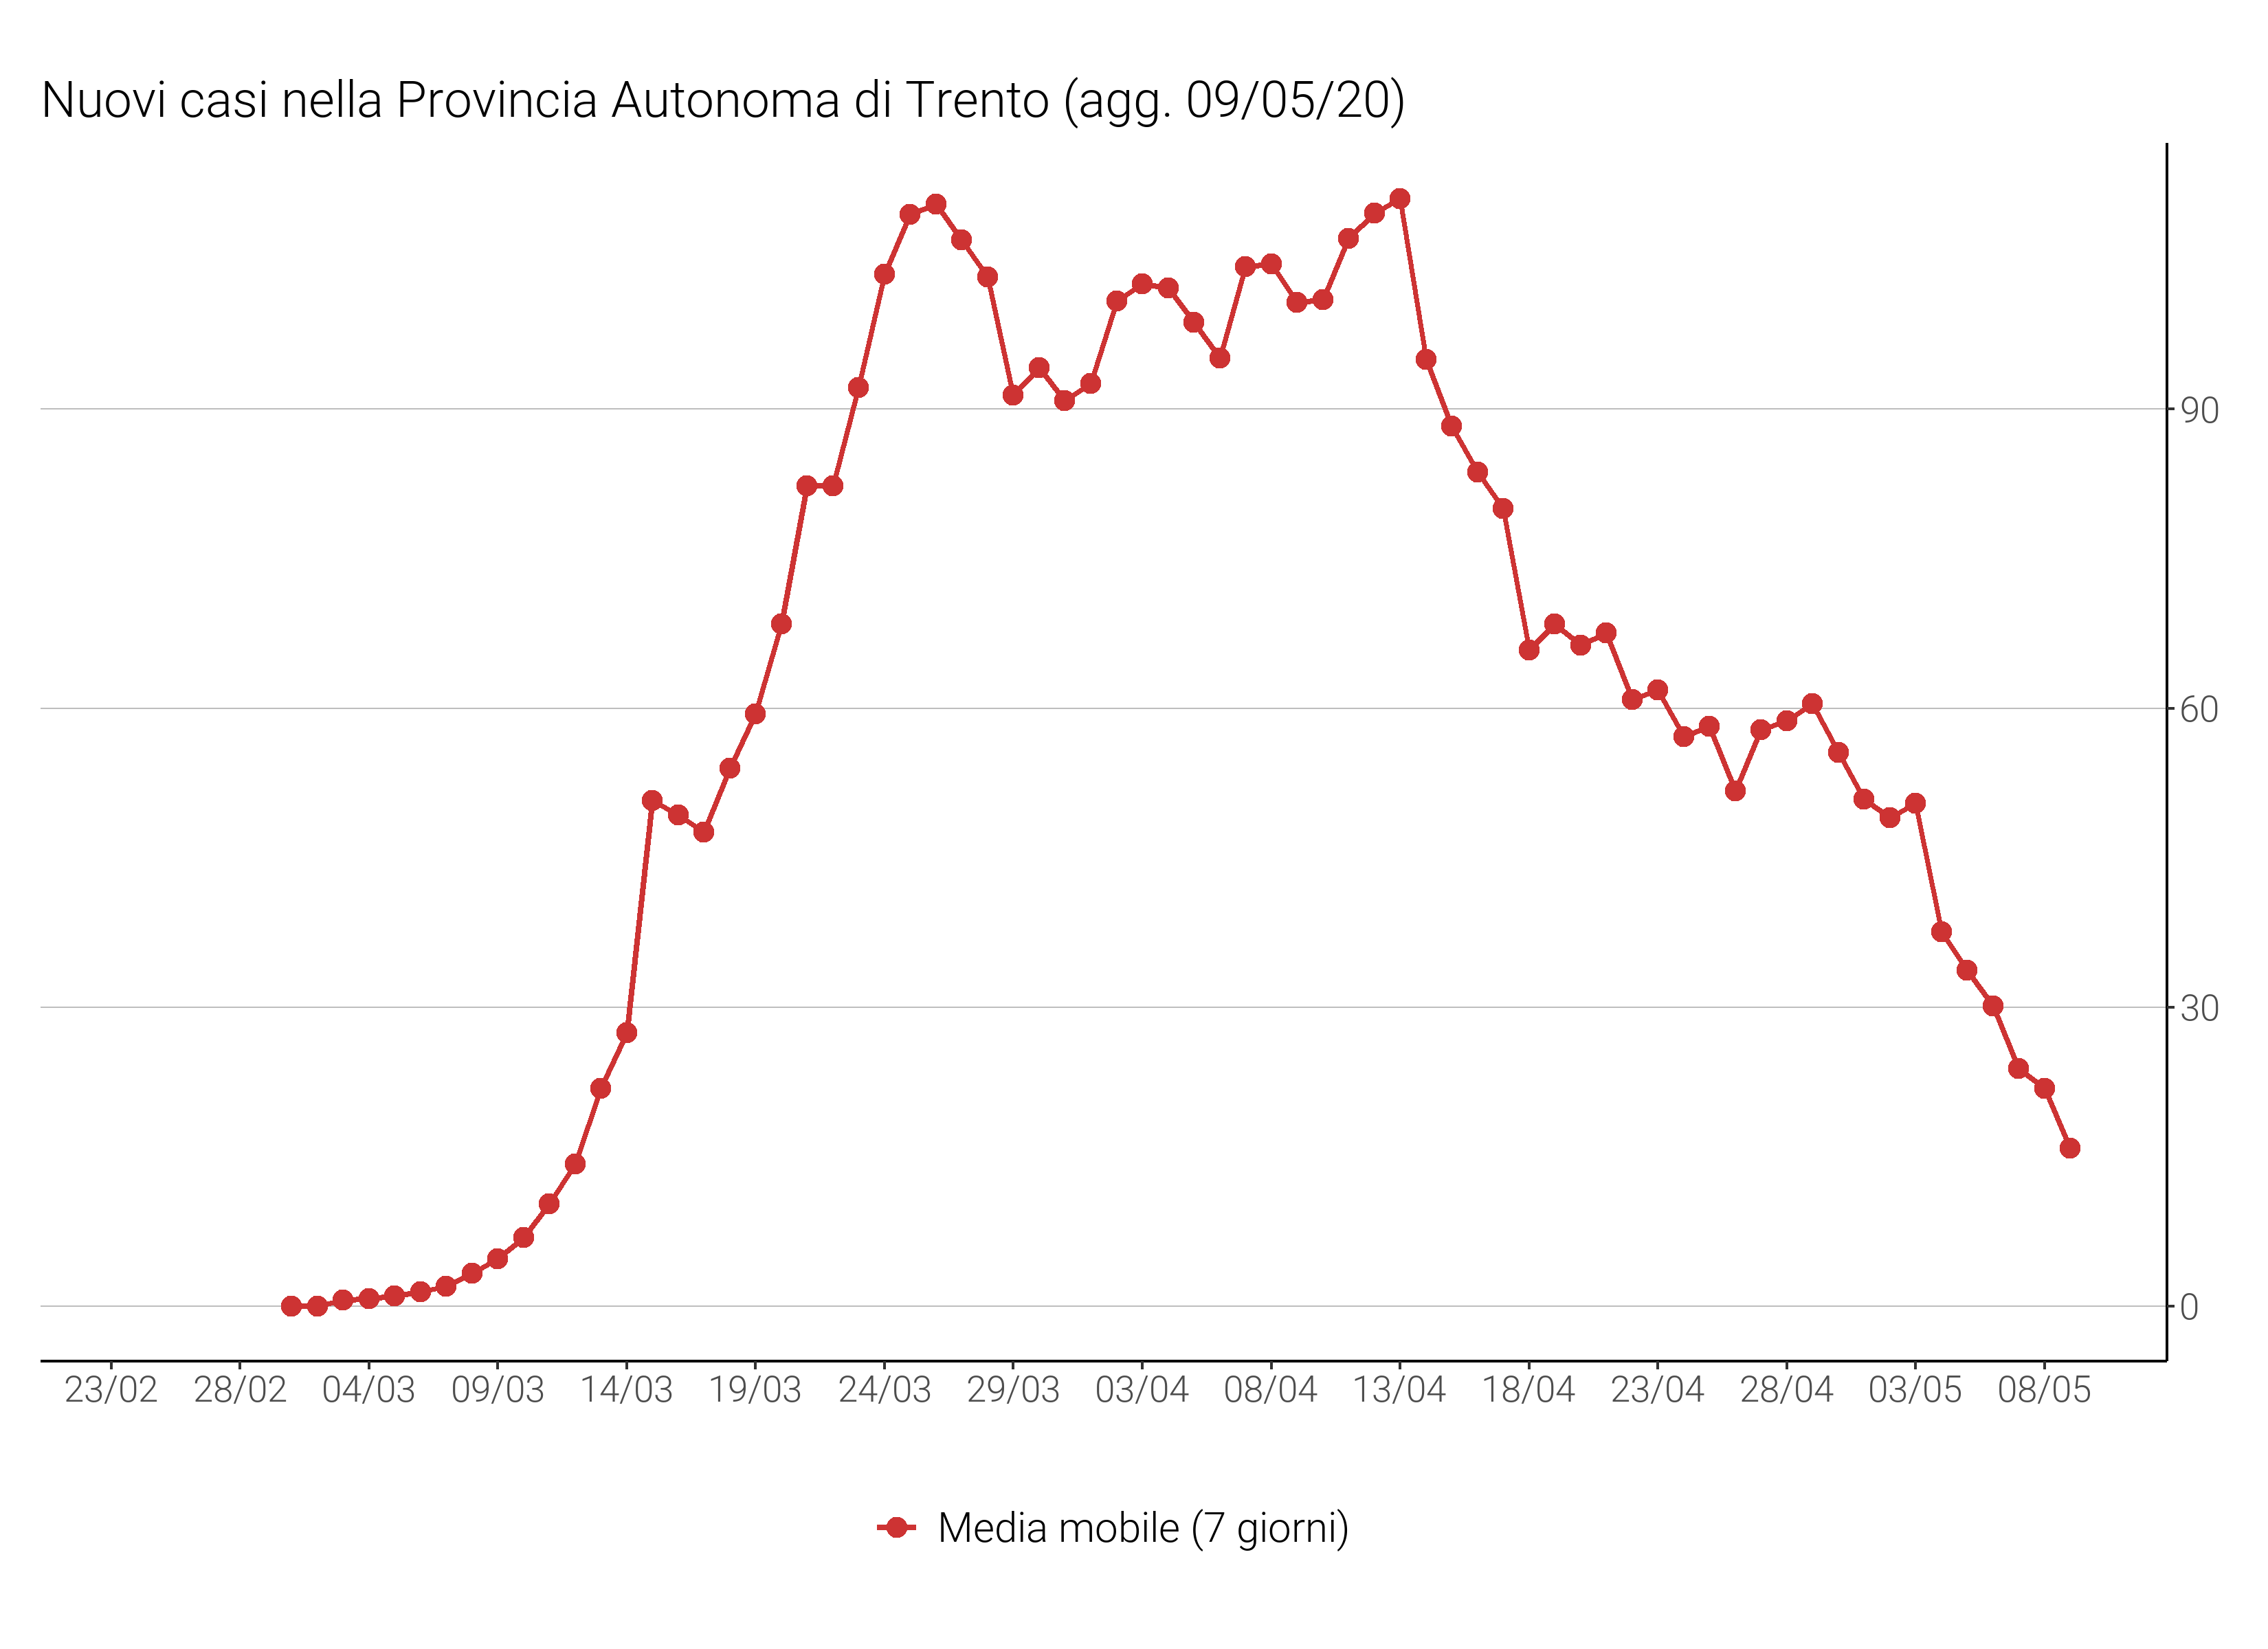 Nuovi casi nella Provincia Autonoma di Trento (agg. 09/05/20)
90
60
30
0
23/02 28/02 04/03 09/03 14/03 19/03 24/03 29/03 03/04 08/04 13/04 18/04 23/04 28/04 03/05 08/05
Media mobile (7 giorni)